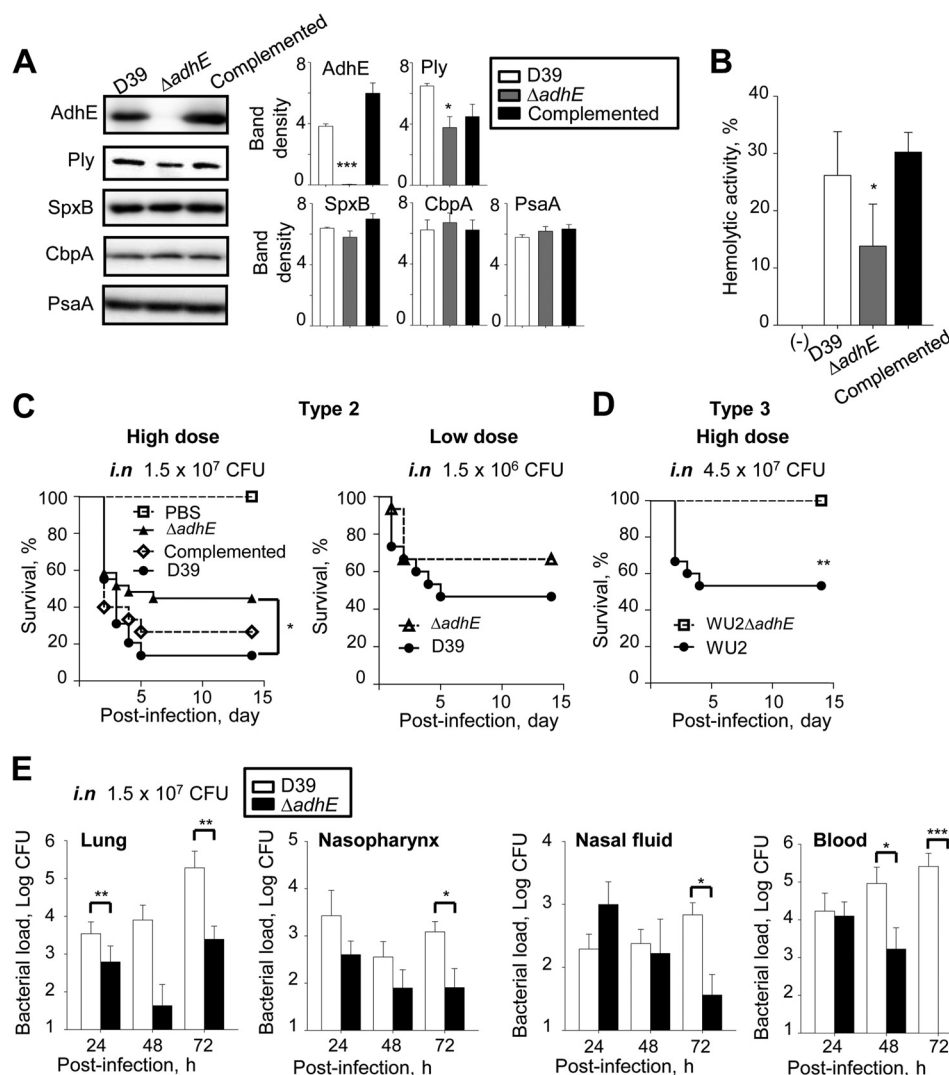 A
D39
ΔadhE
Complemented
AdhE
Ply
SpxB
CbpA
PsaA
AdhE
Ply
Band density
8
4
0
***
8
4
0
*
SpxB
CbpA
PsaA
Band density
8
4
0
8
4
0
8
4
0
D39
ΔadhE
Complemented
B
Hemolytic activity, %
40
30
20
10
0
*
(-)
D39
ΔadhE
Complemented
C
Type 2
High dose
i.n 1.5 x 10⁷ CFU
Survival, %
100
80
60
40
20
0
PBS
ΔadhE
Complemented
D39
*
5
10
15
Post-infection, day
Low dose
i.n 1.5 x 10⁶ CFU
Survival, %
100
80
60
40
20
0
ΔadhE
D39
5
10
15
Post-infection, day
D
Type 3
High dose
i.n 4.5 x 10⁷ CFU
Survival, %
100
80
60
40
20
0
**
WU2ΔadhE
WU2
5
10
15
Post-infection, day
E
i.n 1.5 x 10⁷ CFU
D39
ΔadhE
Lung
Bacterial load, Log CFU
6
5
4
3
2
1
**
**
24
48
72
Post-infection, h
Nasopharynx
Bacterial load, Log CFU
5
4
3
2
1
*
24
48
72
Post-infection, h
Nasal fluid
Bacterial load, Log CFU
4
3
2
1
*
24
48
72
Post-infection, h
Blood
Bacterial load, Log CFU
6
5
4
3
2
1
*
***
24
48
72
Post-infection, h